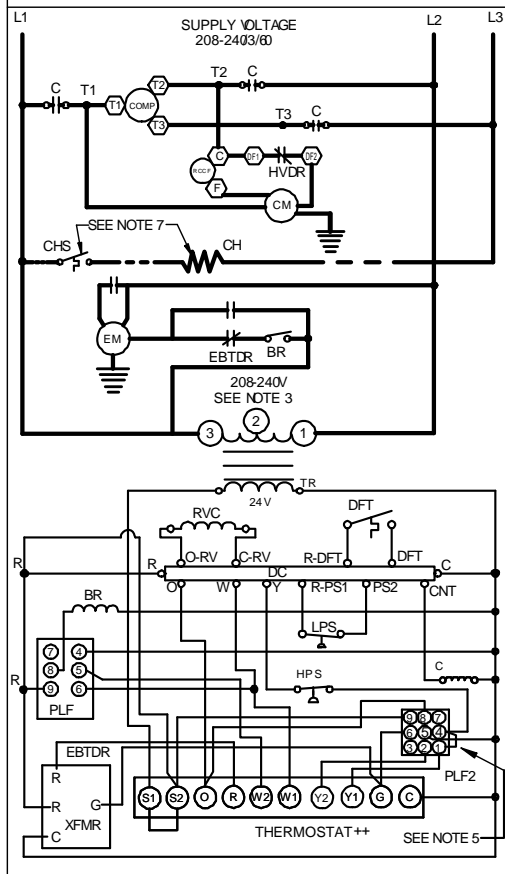 L1 L2 L3
SUPPLY VOLTAGE
208-240/3/60
T2 C
C T1 T2
T1 COMP
T3 T3 C
C DF1 DF2
HVDR
RCCF
F CM
SEE NOTE 7
CHS CH
EM
EBTDR BR
208-240V
SEE NOTE 3
3 2 1
TR
24 V
RVC DFT
O-RV C-RV R-DFT DFT
R DC C
R O W Y R-PS1 PS2 CNT
BR LPS
7 4 HPS C
8 5
R 9 6
PLF 9 8 7
6 5 4
3 2 1
EBTDR PLF2
R
R G
C
XFMR
S1 S2 O R W2 W1 Y2 Y1 G C
THERMOSTAT++
SEE NOTE 5